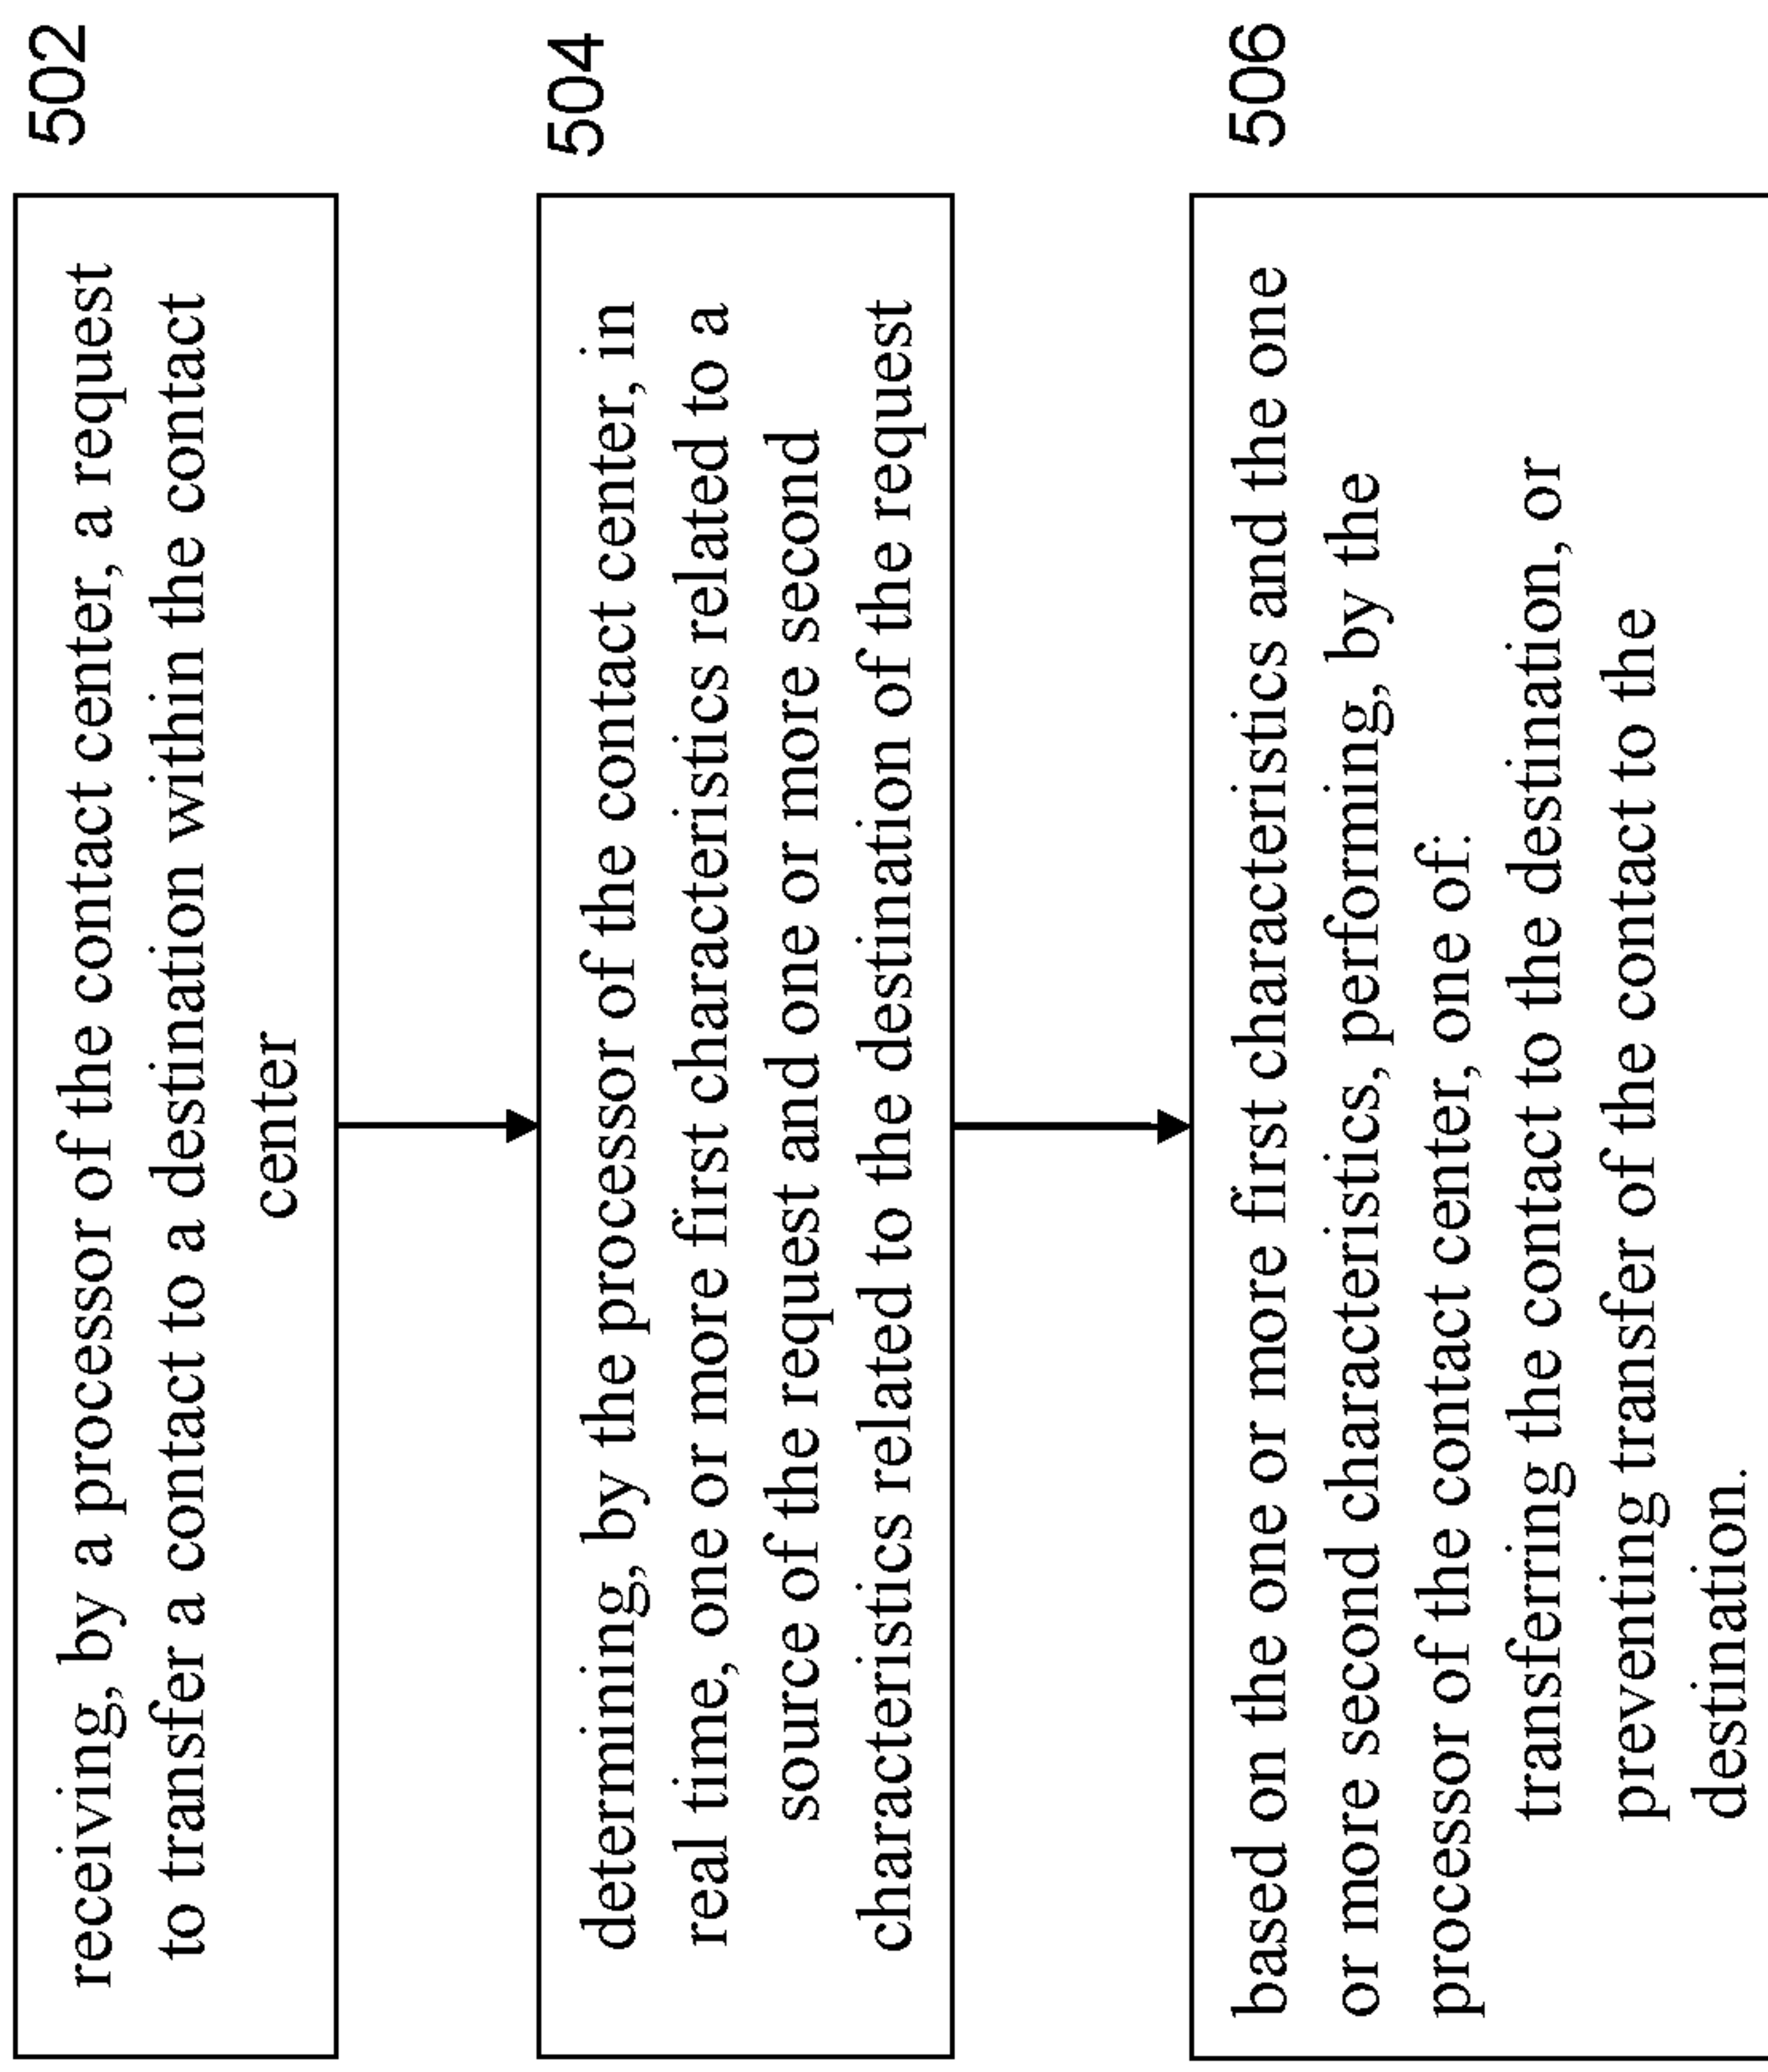 502
receiving, by a processor of the contact center, a request
to transfer a contact to a destination within the contact
center
504
determining, by the processor of the contact center, in
real time, one or more first characteristics related to a
source of the request and one or more second
characteristics related to the destination of the request
506
based on the one or more first characteristics and the one
or more second characteristics, performing, by the
processor of the contact center, one of:
transferring the contact to the destination, or
preventing transfer of the contact to the
destination.